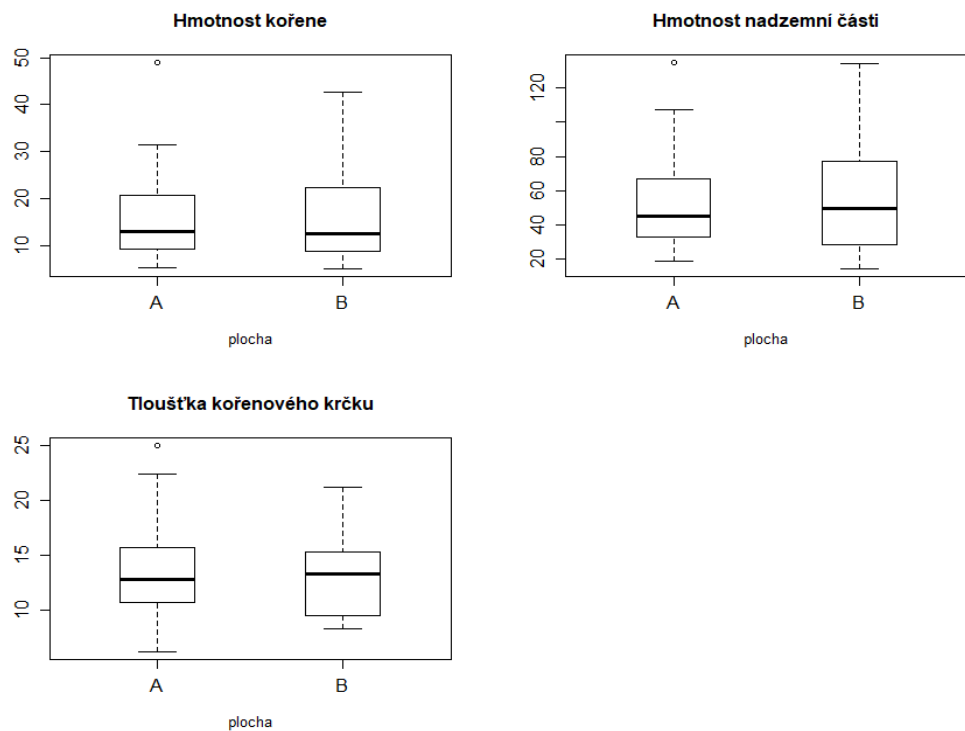 Hmotnost kořene
50
40
30
20
10
A B
plocha
Hmotnost nadzemní části
120
80
60
40
20
A B
plocha
Tloušťka kořenového krčku
25
20
15
10
A B
plocha